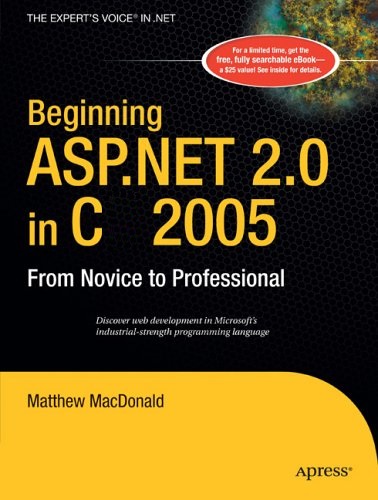 THE EXPERT'S VOICE® IN .NET
For a limited time, get the
free, fully searchable eBook—
a $25 value! See inside for details.
Beginning
ASP.NET 2.0
in C 2005
From Novice to Professional
Discover web development in Microsoft's
industrial-strength programming language
Matthew MacDonald
Apress®